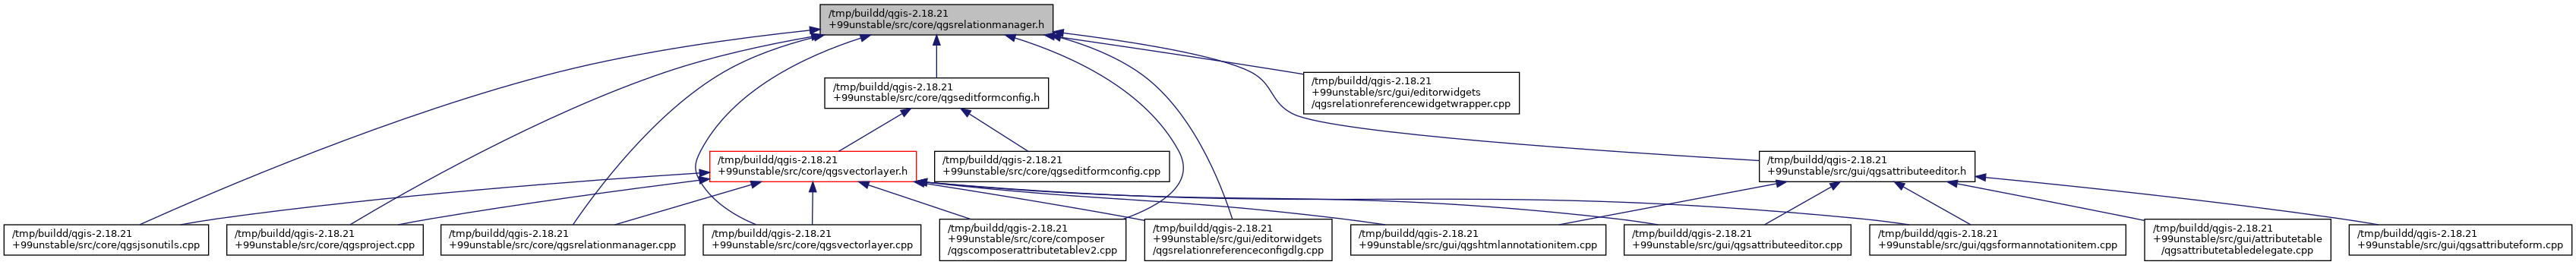 /tmp/buildd/qgis-2.18.21
+99unstable/src/core/qgsrelationmanager.h
/tmp/buildd/qgis-2.18.21
+99unstable/src/core/qgseditformconfig.h
/tmp/buildd/qgis-2.18.21
+99unstable/src/gui/editorwidgets
/qgsrelationreferencewidgetwrapper.cpp
/tmp/buildd/qgis-2.18.21
+99unstable/src/core/qgsvectorlayer.h
/tmp/buildd/qgis-2.18.21
+99unstable/src/core/qgseditformconfig.cpp
/tmp/buildd/qgis-2.18.21
+99unstable/src/gui/qgsattributeeditor.h
/tmp/buildd/qgis-2.18.21
+99unstable/src/core/qgsjsonutils.cpp
/tmp/buildd/qgis-2.18.21
+99unstable/src/core/qgsproject.cpp
/tmp/buildd/qgis-2.18.21
+99unstable/src/core/qgsrelationmanager.cpp
/tmp/buildd/qgis-2.18.21
+99unstable/src/core/qgsvectorlayer.cpp
/tmp/buildd/qgis-2.18.21
+99unstable/src/core/composer
/qgscomposerattributetablev2.cpp
/tmp/buildd/qgis-2.18.21
+99unstable/src/gui/editorwidgets
/qgsrelationreferenceconfigdlg.cpp
/tmp/buildd/qgis-2.18.21
+99unstable/src/gui/qgshtmlannotationitem.cpp
/tmp/buildd/qgis-2.18.21
+99unstable/src/gui/qgsattributeeditor.cpp
/tmp/buildd/qgis-2.18.21
+99unstable/src/gui/qgsformannotationitem.cpp
/tmp/buildd/qgis-2.18.21
+99unstable/src/gui/attributetable
/qgsattributetabledelegate.cpp
/tmp/buildd/qgis-2.18.21
+99unstable/src/gui/qgsattributeform.cpp